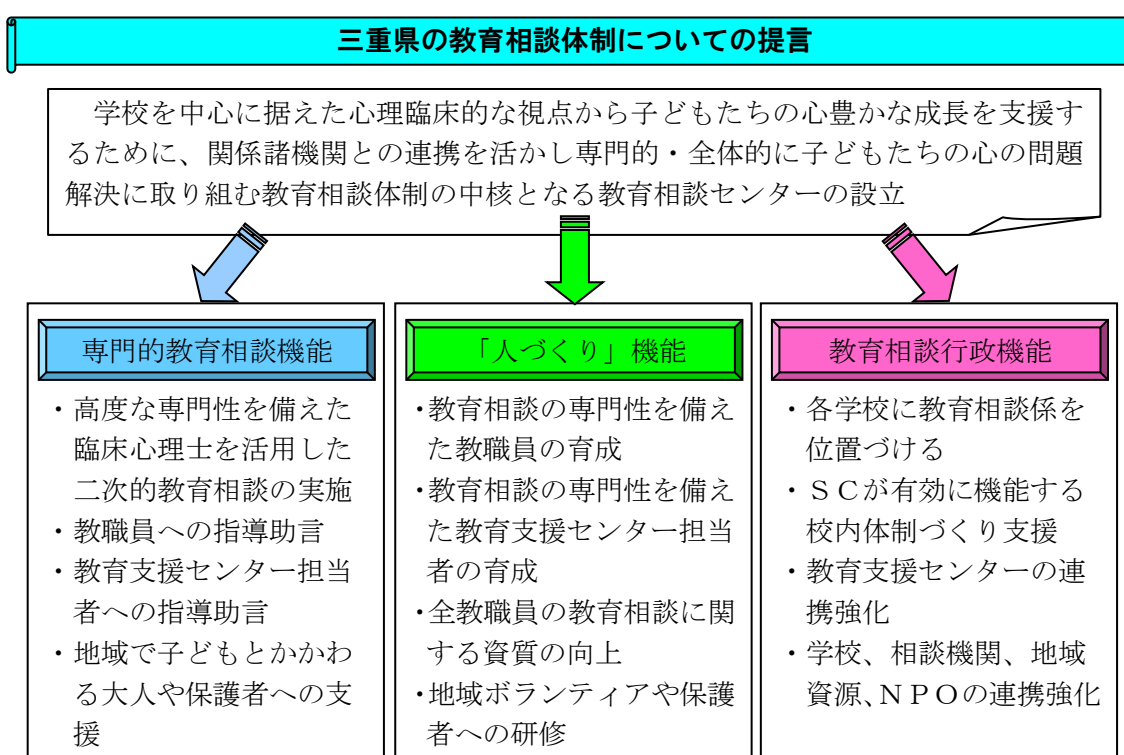 三重県の教育相談体制についての提言
学校を中心に据えた心理臨床的な視点から子どもたちの心豊かな成長を支援す
るために、関係諸機関との連携を活かし専門的・全体的に子どもたちの心の問題
解決に取り組む教育相談体制の中核となる教育相談センターの設立
専門的教育相談機能
・高度な専門性を備えた
臨床心理士を活用した
二次的教育相談の実施
・教職員への指導助言
・教育支援センター担当
者への指導助言
・地域で子どもとかかわ
る大人や保護者への支
援
「人づくり」機能
・教育相談の専門性を備え
た教職員の育成
・教育相談の専門性を備え
た教育支援センター担当
者の育成
・全教職員の教育相談に関
する資質の向上
・地域ボランティアや保護
者への研修
教育相談行政機能
・各学校に教育相談係を
位置づける
・ＳＣが有効に機能する
校内体制づくり支援
・教育支援センターの連
携強化
・学校、相談機関、地域
資源、ＮＰＯの連携強化